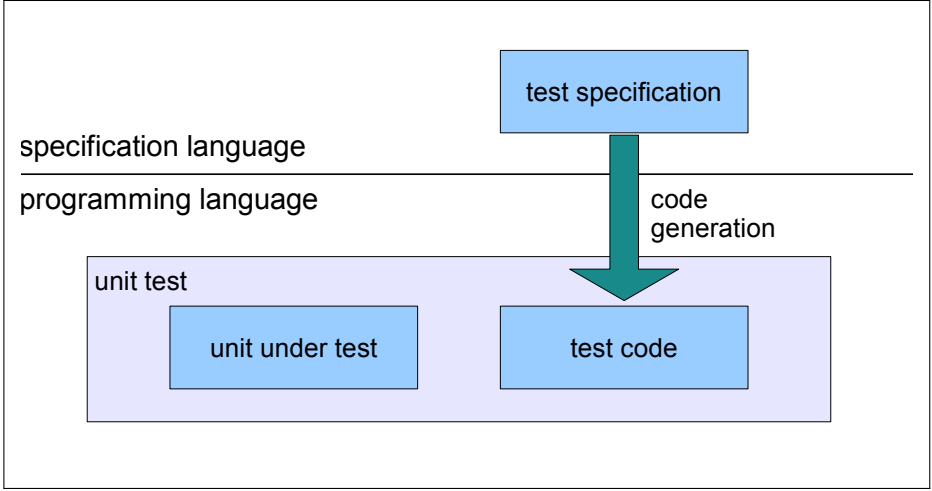 test specification
specification language
programming language
code
generation
unit test
unit under test
test code